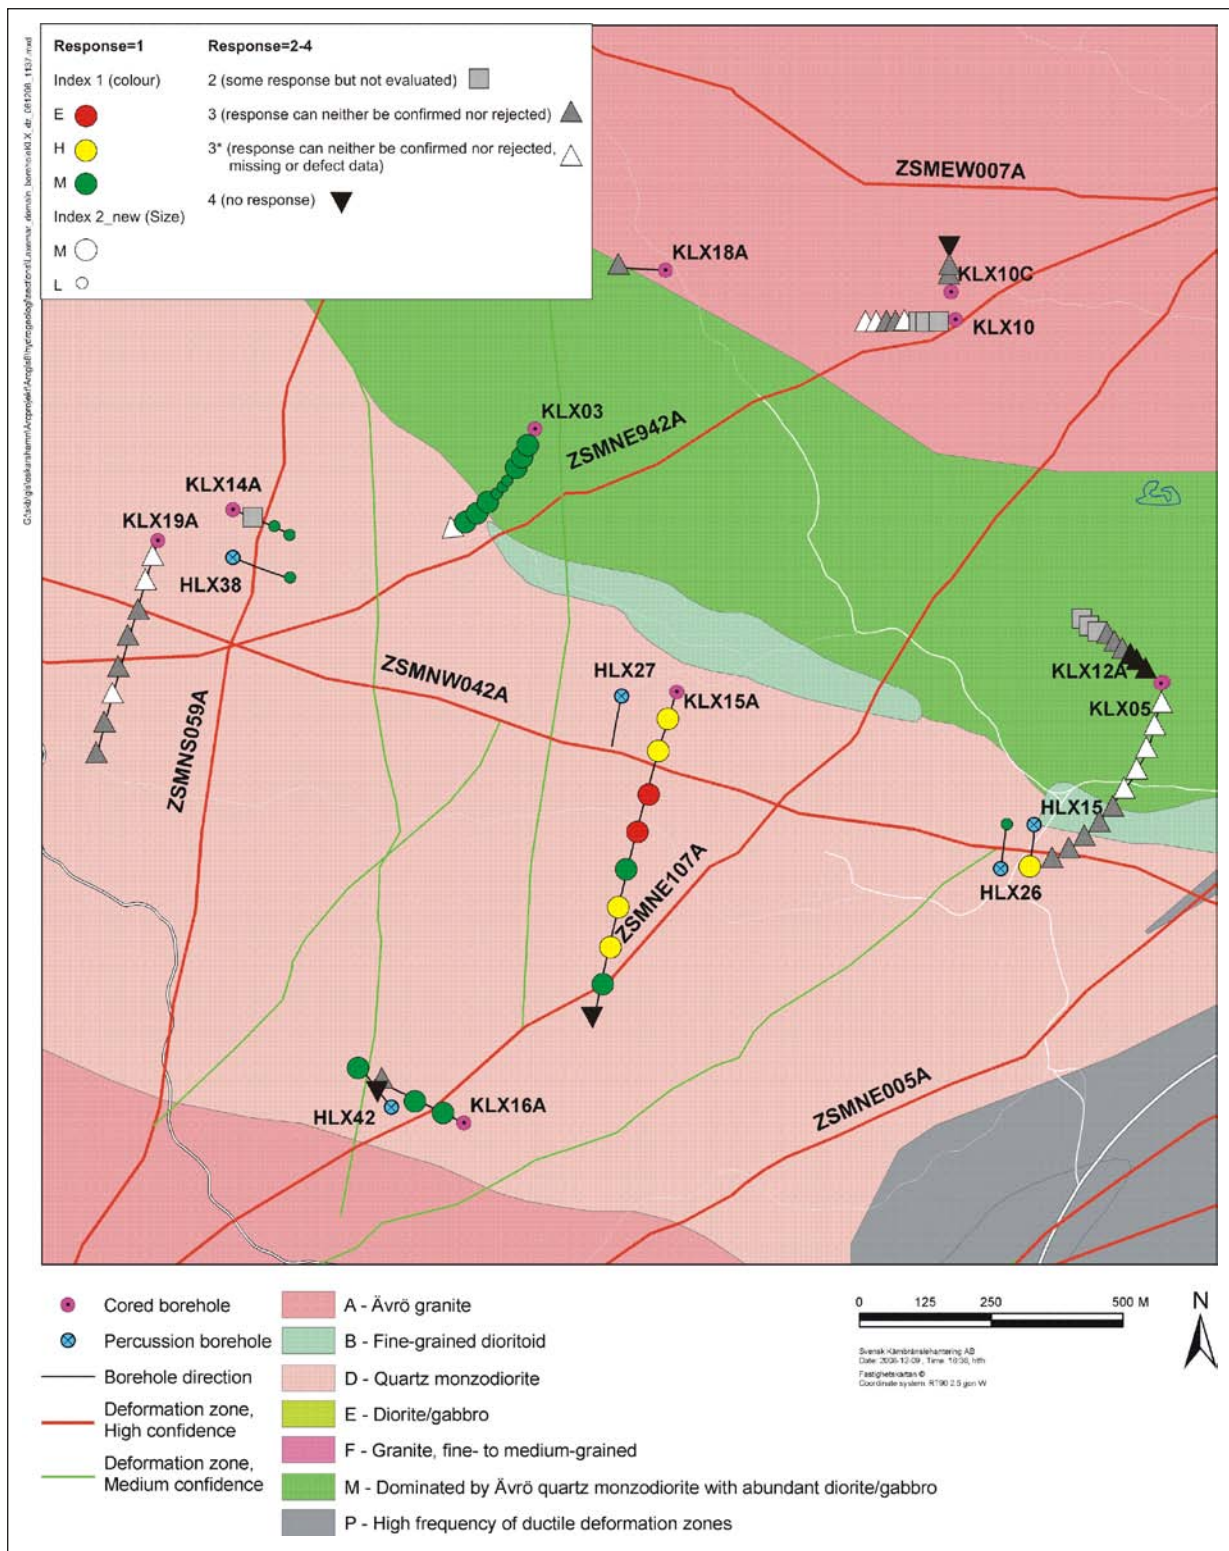 Response=1
Response=2-4
Index 1 (colour)
2 (some response but not evaluated)
E
3 (response can neither be confirmed nor rejected)
H
3* (response can neither be confirmed nor rejected,
missing or defect data)
M
4 (no response)
Index 2_new (Size)
M
L
ZSMEW007A
KLX18A
KLX10C
KLX10
KLX03
ZSMNE942A
KLX14A
KLX19A
HLX38
ZSMNW042A
HLX27
KLX15A
KLX12A
KLX05
ZSMNS059A
HLX15
ZSMNE107A
HLX26
ZSMNE005A
HLX42
KLX16A
Cored borehole
Percussion borehole
Borehole direction
Deformation zone,
High confidence
Deformation zone,
Medium confidence
A - Ävrö granite
B - Fine-grained dioritoid
D - Quartz monzodiorite
E - Diorite/gabbro
F - Granite, fine- to medium-grained
M - Dominated by Ävrö quartz monzodiorite with abundant diorite/gabbro
P - High frequency of ductile deformation zones
0 125 250 500 M
N
Svensk Kärnbränslehantering AB
Fastighetskartan ©
Coordinate system: RT90 2.5 gon W